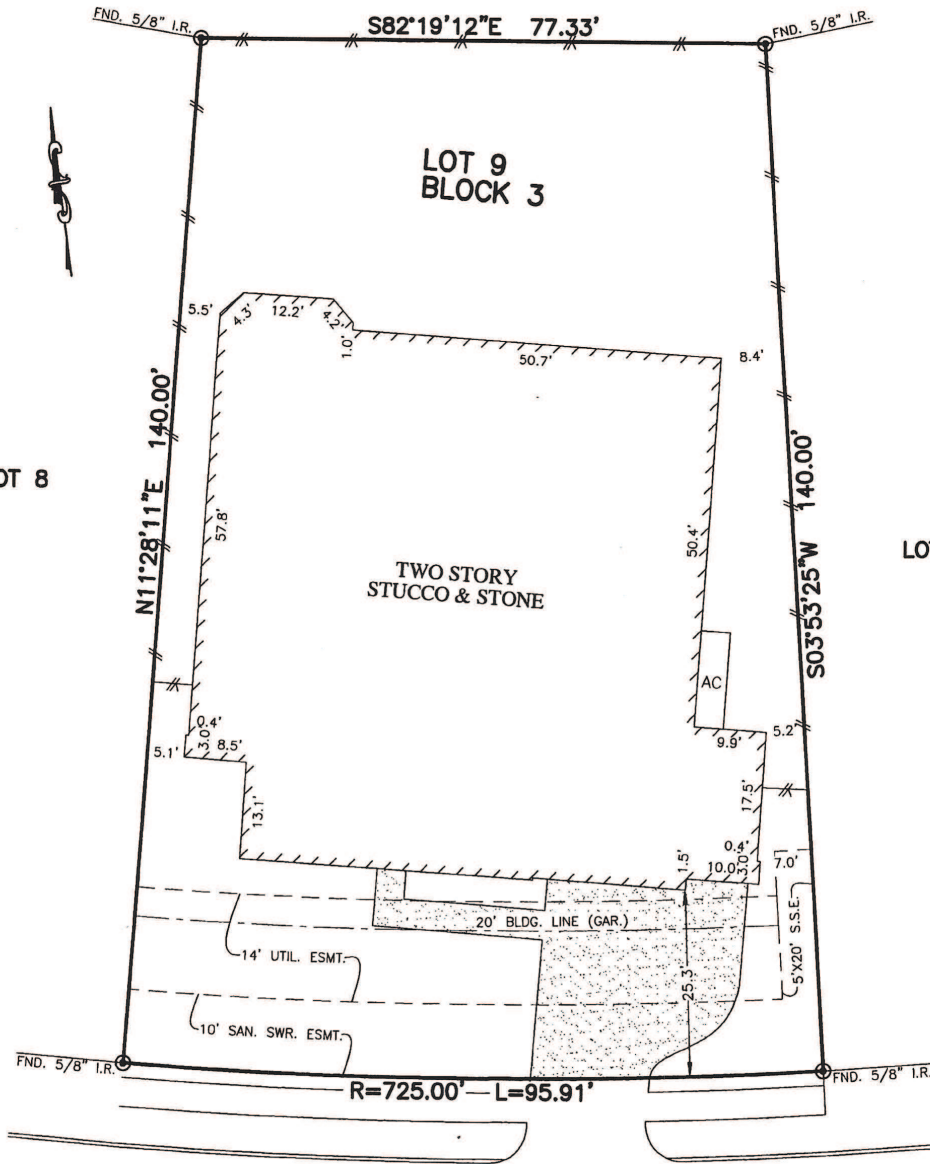 FND. 5/8" I.R.
S82°19'12"E 77.33'
FND. 5/8" I.R.
LOT 9
BLOCK 3
5.5'
4.3'
12.2'
4.2'
1.0'
50.7'
8.4'
N11°28'11"E 140.00'
OT 8
57.8'
50.4'
S03°53'25"W 140.00'
LOT
TWO STORY
STUCCO & STONE
AC
0.4'
3.0'
5.1'
8.5'
9.9'
5.2'
13.1'
17.5'
1.5'
0.4'
10.0'
3.0'
7.0'
20' BLDG. LINE (GAR.)
5'X20' S.S.E.
14' UTIL. ESMT.
25.3'
10' SAN. SWR. ESMT.
FND. 5/8" I.R.
R=725.00' L=95.91'
FND. 5/8" I.R.